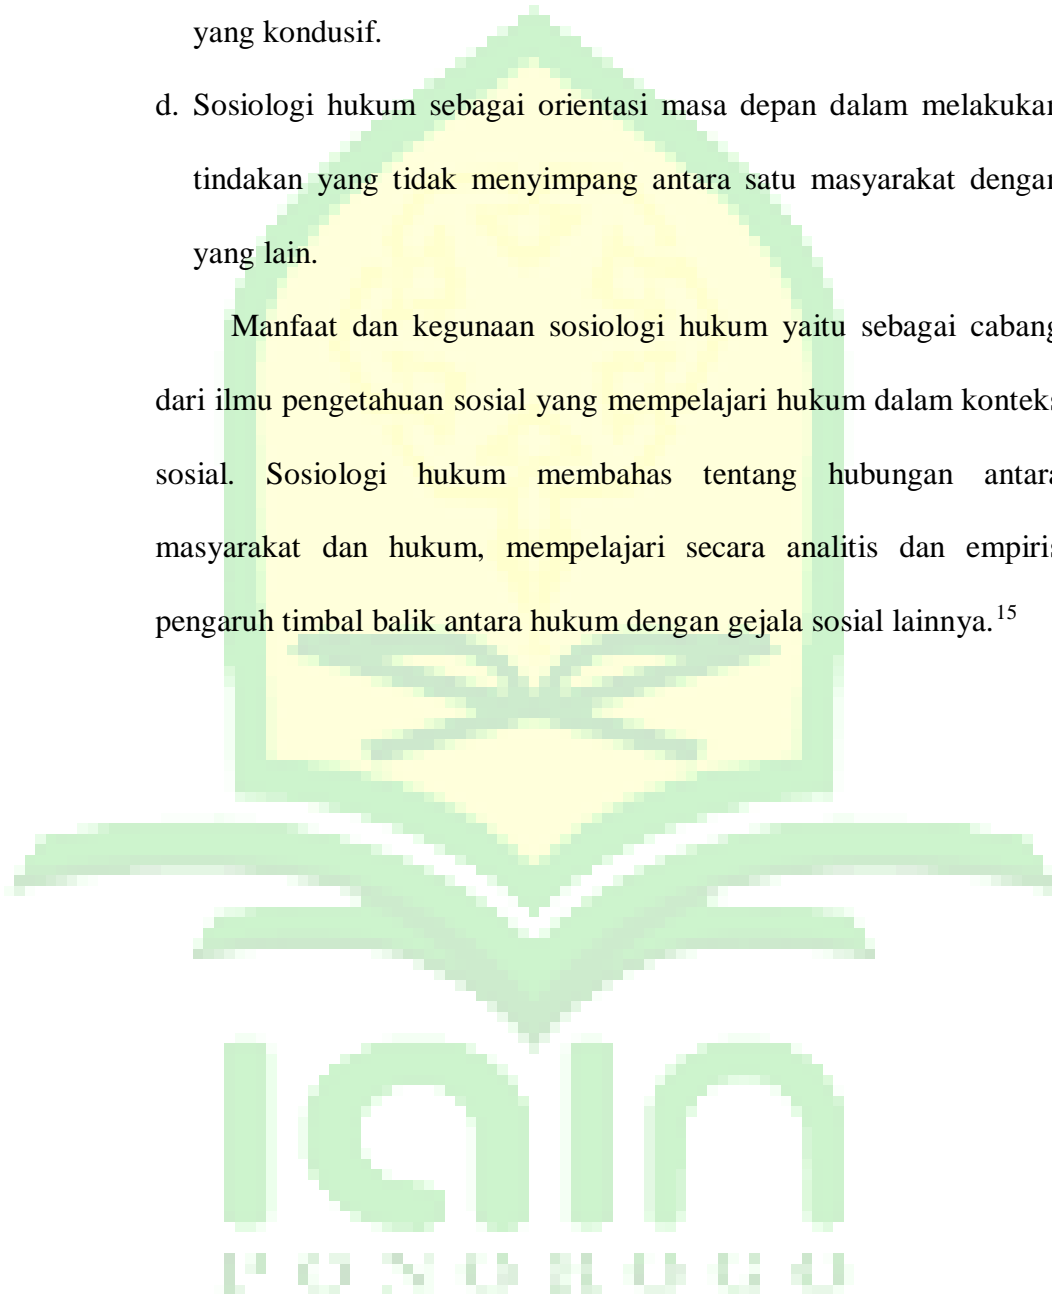 yang kondusif.
d. Sosiologi hukum sebagai orientasi masa depan dalam melakukan
tindakan yang tidak menyimpang antara satu masyarakat dengan
yang lain.
Manfaat dan kegunaan sosiologi hukum yaitu sebagai cabang
dari ilmu pengetahuan sosial yang mempelajari hukum dalam konteks
sosial. Sosiologi hukum membahas tentang hubungan antara
masyarakat dan hukum, mempelajari secara analitis dan empiris
pengaruh timbal balik antara hukum dengan gejala sosial lainnya.15
iain
PONOROGO